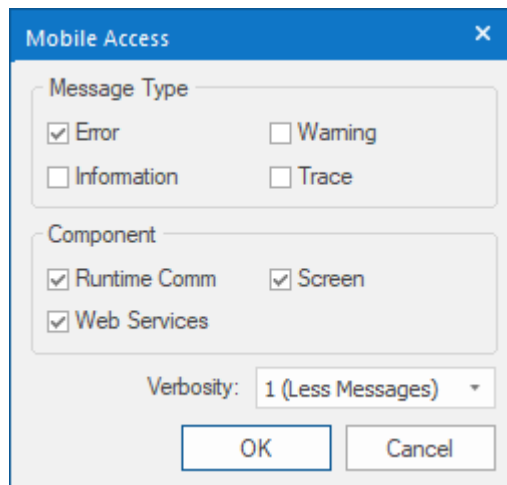 Mobile Access
Message Type
Error
Warning
Information
Trace
Component
Runtime Comm
Screen
Web Services
Verbosity: 1 (Less Messages)
OK
Cancel